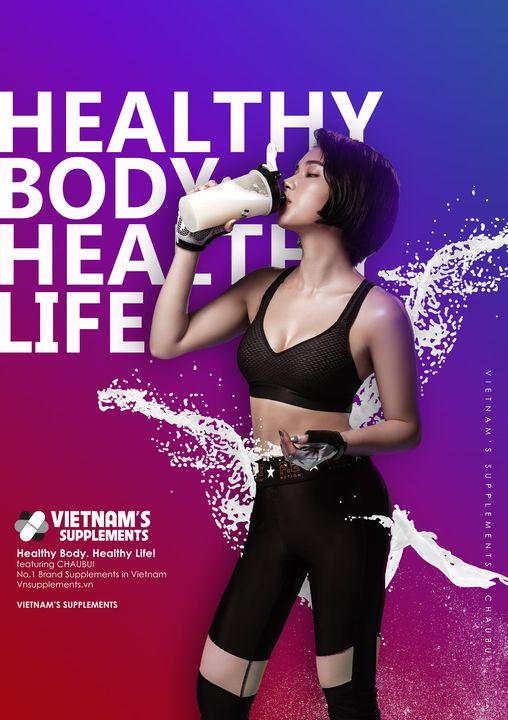 HEALTHY
BODY
HEALTHY
LIFE
VIETNAM'S SUPPLEMENTS
CHAUBUI
VIETNAM'S
SUPPLEMENTS
Healthy Body. Healthy Life!
featuring CHAUBUI
No.1 Brand Supplements in Vietnam
Vnsupplements.vn
VIETNAM'S SUPPLEMENTS